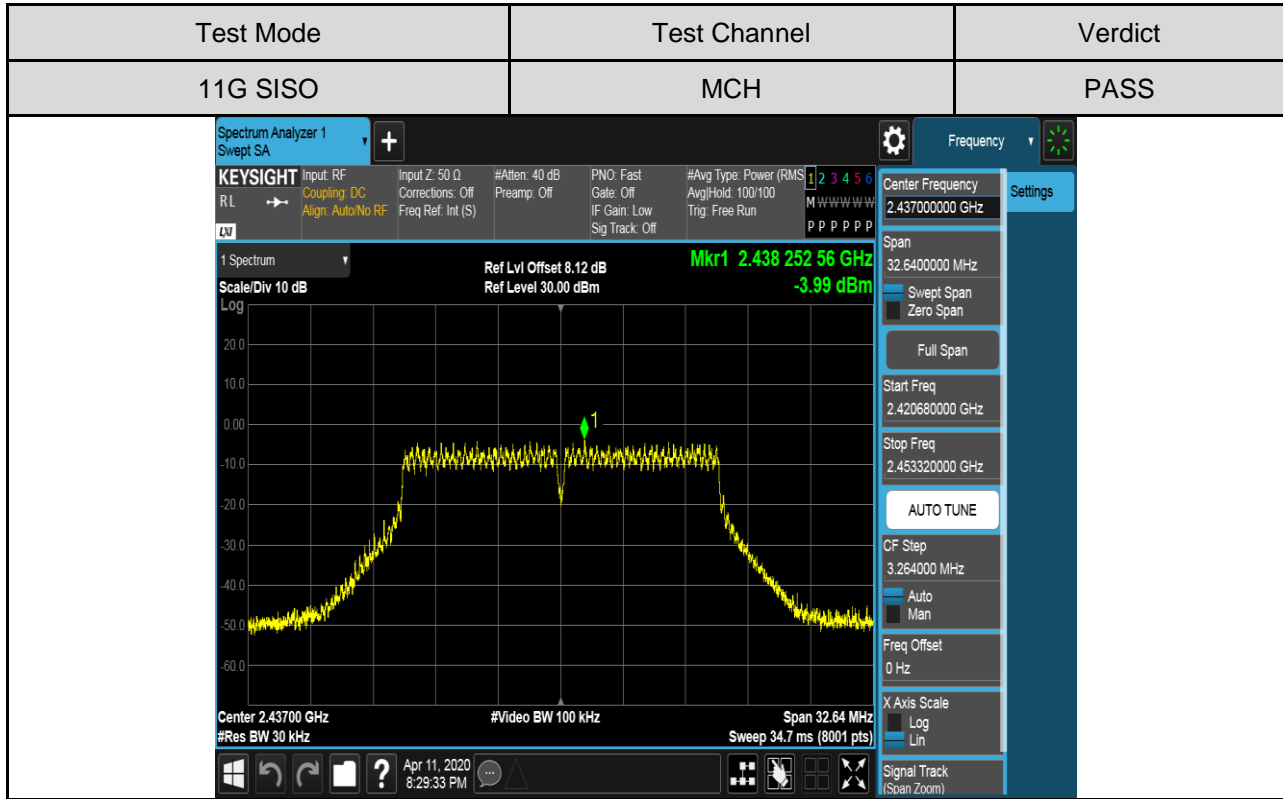 Test Mode Test Channel Verdict
11G SISO MCH PASS
Spectrum Analyzer 1
Swept SA
+
Frequency
KEYSIGHT Input: RF Input Z: 50 Ω #Atten: 40 dB PNO: Fast #Avg Type: Power (RMS 1 2 3 4 5 6
RL Coupling: DC Corrections: Off Preamp: Off Gate: Off Avg|Hold: 100/100 M W W W W W
Align: Auto/No RF Freq Ref: Int (S) IF Gain: Low Trig: Free Run
LXI Sig Track: Off P P P P P P
1 Spectrum
Ref Lvl Offset 8.12 dB
Mkr1 2.438 252 56 GHz
Scale/Div 10 dB Ref Level 30.00 dBm -3.99 dBm
Log
20.0
10.0
0.00
1
-10.0
-20.0
-30.0
-40.0
-50.0
-60.0
Center 2.43700 GHz #Video BW 100 kHz Span 32.64 MHz
#Res BW 30 kHz Sweep 34.7 ms (8001 pts)
Center Frequency
2.437000000 GHz
Settings
Span
32.6400000 MHz
Swept Span
Zero Span
Full Span
Start Freq
2.420680000 GHz
Stop Freq
2.453320000 GHz
AUTO TUNE
CF Step
3.264000 MHz
Auto
Man
Freq Offset
0 Hz
X Axis Scale
Log
Lin
Signal Track
(Span Zoom)
?
Apr 11, 2020
8:29:33 PM